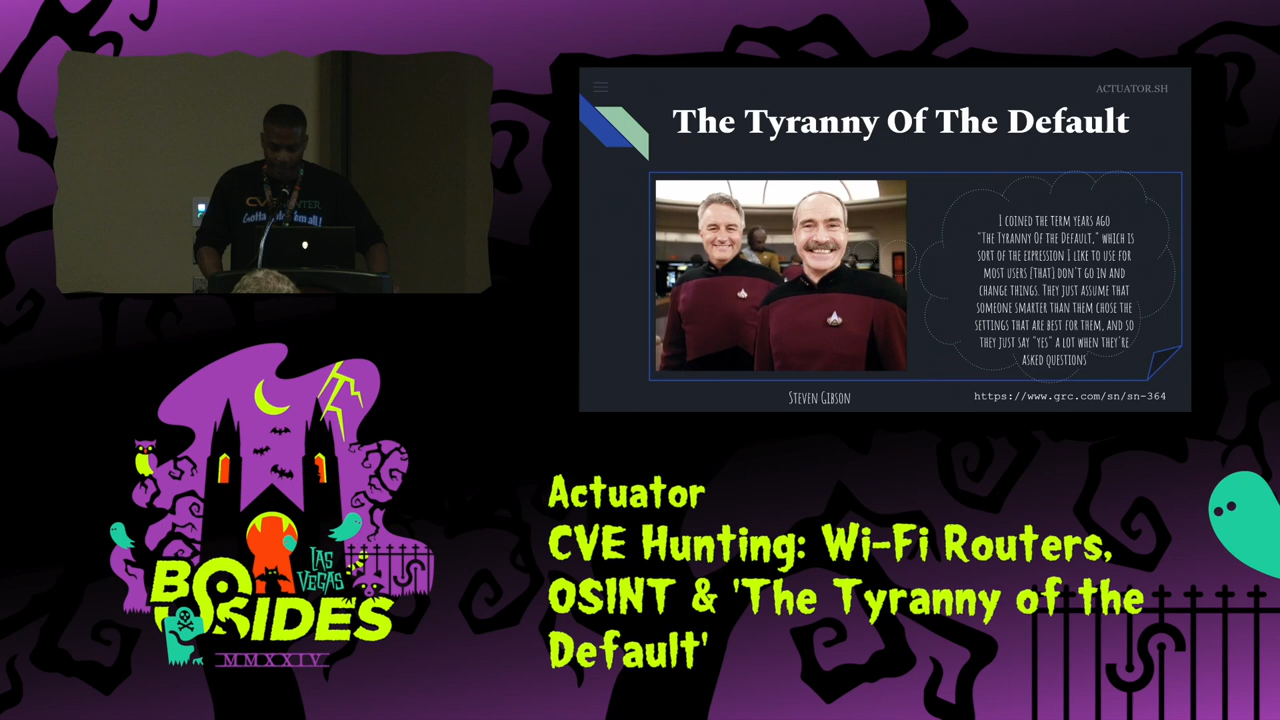 ACTUATOR.SH
The Tyranny Of The Default
I COINED THE TERM YEARS AGO
"THE TYRANNY OF THE DEFAULT," WHICH IS
SORT OF THE EXPRESSION I LIKE TO USE FOR
MOST USERS [THAT] DON'T GO IN AND
CHANGE THINGS. THEY JUST ASSUME THAT
SOMEONE SMARTER THAN THEM CHOSE THE
SETTINGS THAT ARE BEST FOR THEM, AND SO
THEY JUST SAY "YES" A LOT WHEN THEY'RE
ASKED QUESTIONS
STEVEN GIBSON
https://www.grc.com/sn/sn-364
CVE
Gotta
'em all!
BSIDES
LAS
VEGAS
MMXXIV
Actuator
CVE Hunting: Wi-Fi Routers,
OSINT & 'The Tyranny of the
Default'